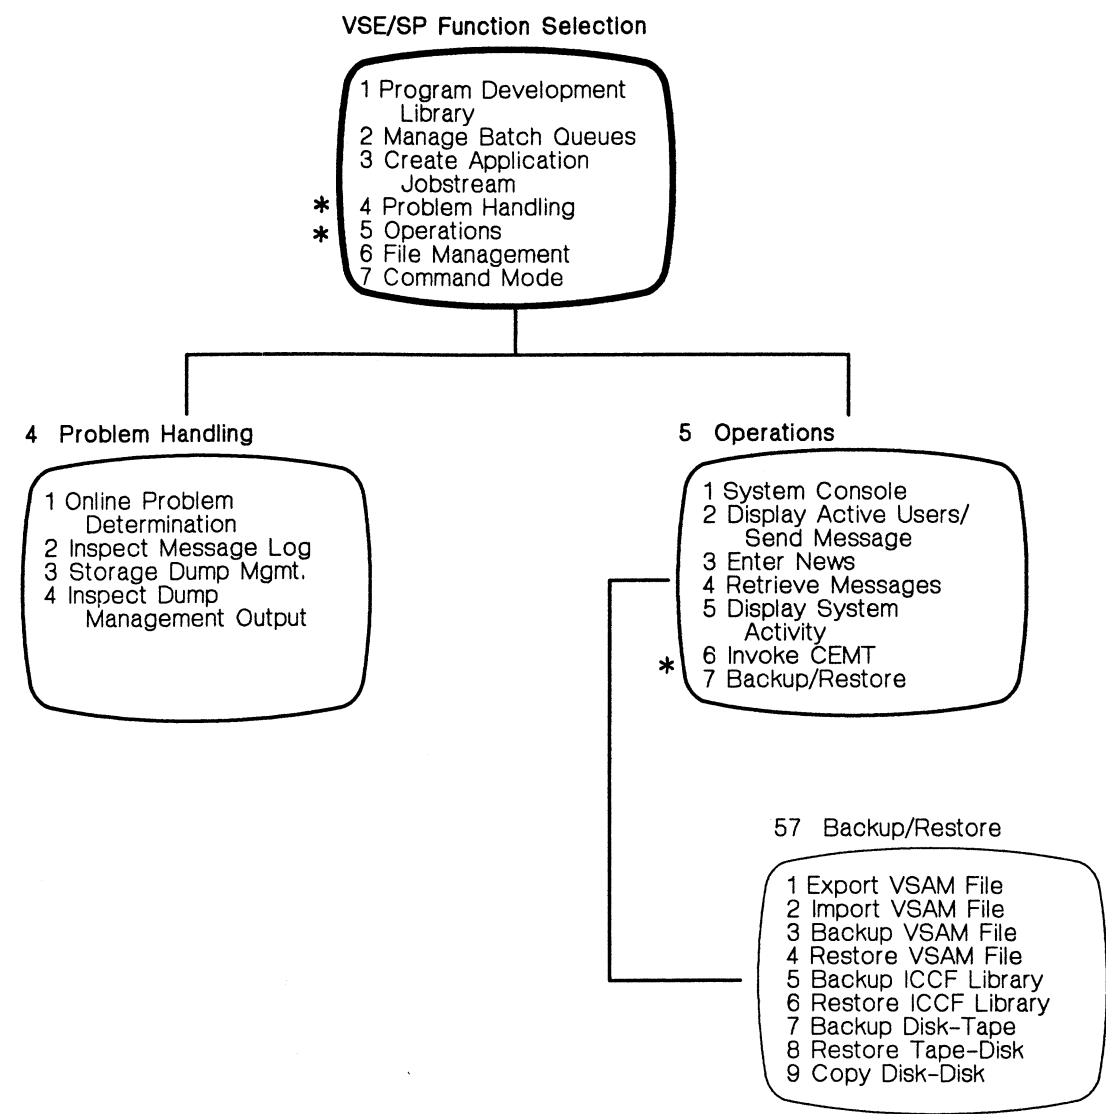 VSE/SP Function Selection
1 Program Development
Library
2 Manage Batch Queues
3 Create Application
Jobstream
* 4 Problem Handling
* 5 Operations
6 File Management
7 Command Mode
4 Problem Handling
1 Online Problem
Determination
2 Inspect Message Log
3 Storage Dump Mgmt.
4 Inspect Dump
Management Output
5 Operations
1 System Console
2 Display Active Users/
Send Message
3 Enter News
4 Retrieve Messages
5 Display System
Activity
6 Invoke CEMT
* 7 Backup/Restore
57 Backup/Restore
1 Export VSAM File
2 Import VSAM File
3 Backup VSAM File
4 Restore VSAM File
5 Backup ICCF Library
6 Restore ICCF Library
7 Backup Disk-Tape
8 Restore Tape-Disk
9 Copy Disk-Disk